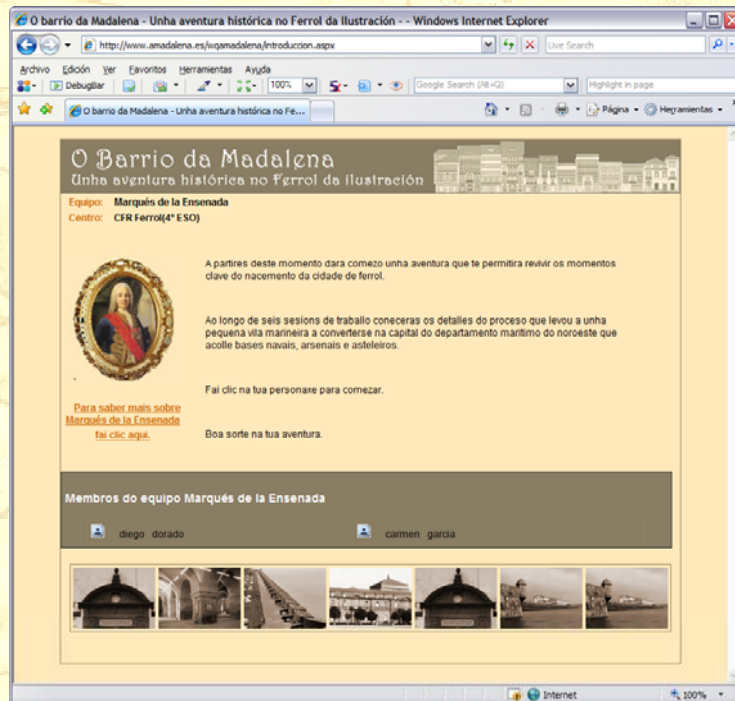 O barrio da Madalena - Unha aventura histórica no Ferrol da Ilustración - - Windows Internet Explorer
http://www.amadalena.es/wqamadalena/introduccion.aspx
Live Search
Archivo Edición Ver Favoritos Herramientas Ayuda
DebugBar
100%
Google Search (Alt+Q)
Highlight in page
O barrio da Madalena - Unha aventura histórica no Fe...
Página
Herramientas
O Barrio da Madalena
Unha aventura histórica no Ferrol da ilustración
Equipo: Marqués de la Ensenada
Centro: CFR Ferrol(4º ESO)
A partires deste momento dara comezo unha aventura que te permitira revivir os momentos
clave do nacemento da cidade de ferrol.
Ao longo de seis sesions de traballo coneceras os detalles do proceso que levou a unha
pequena vila marineira a converterse na capital do departamento maritimo do noroeste que
acolle bases navais, arsenais e asteleiros.
Fai clic na tua personaxe para comezar.
Para saber mais sobre
Marqués de la Ensenada
fai clic aqui.
Boa sorte na tua aventura.
Membros do equipo Marqués de la Ensenada
diego dorado
carmen garcia
Internet
100%